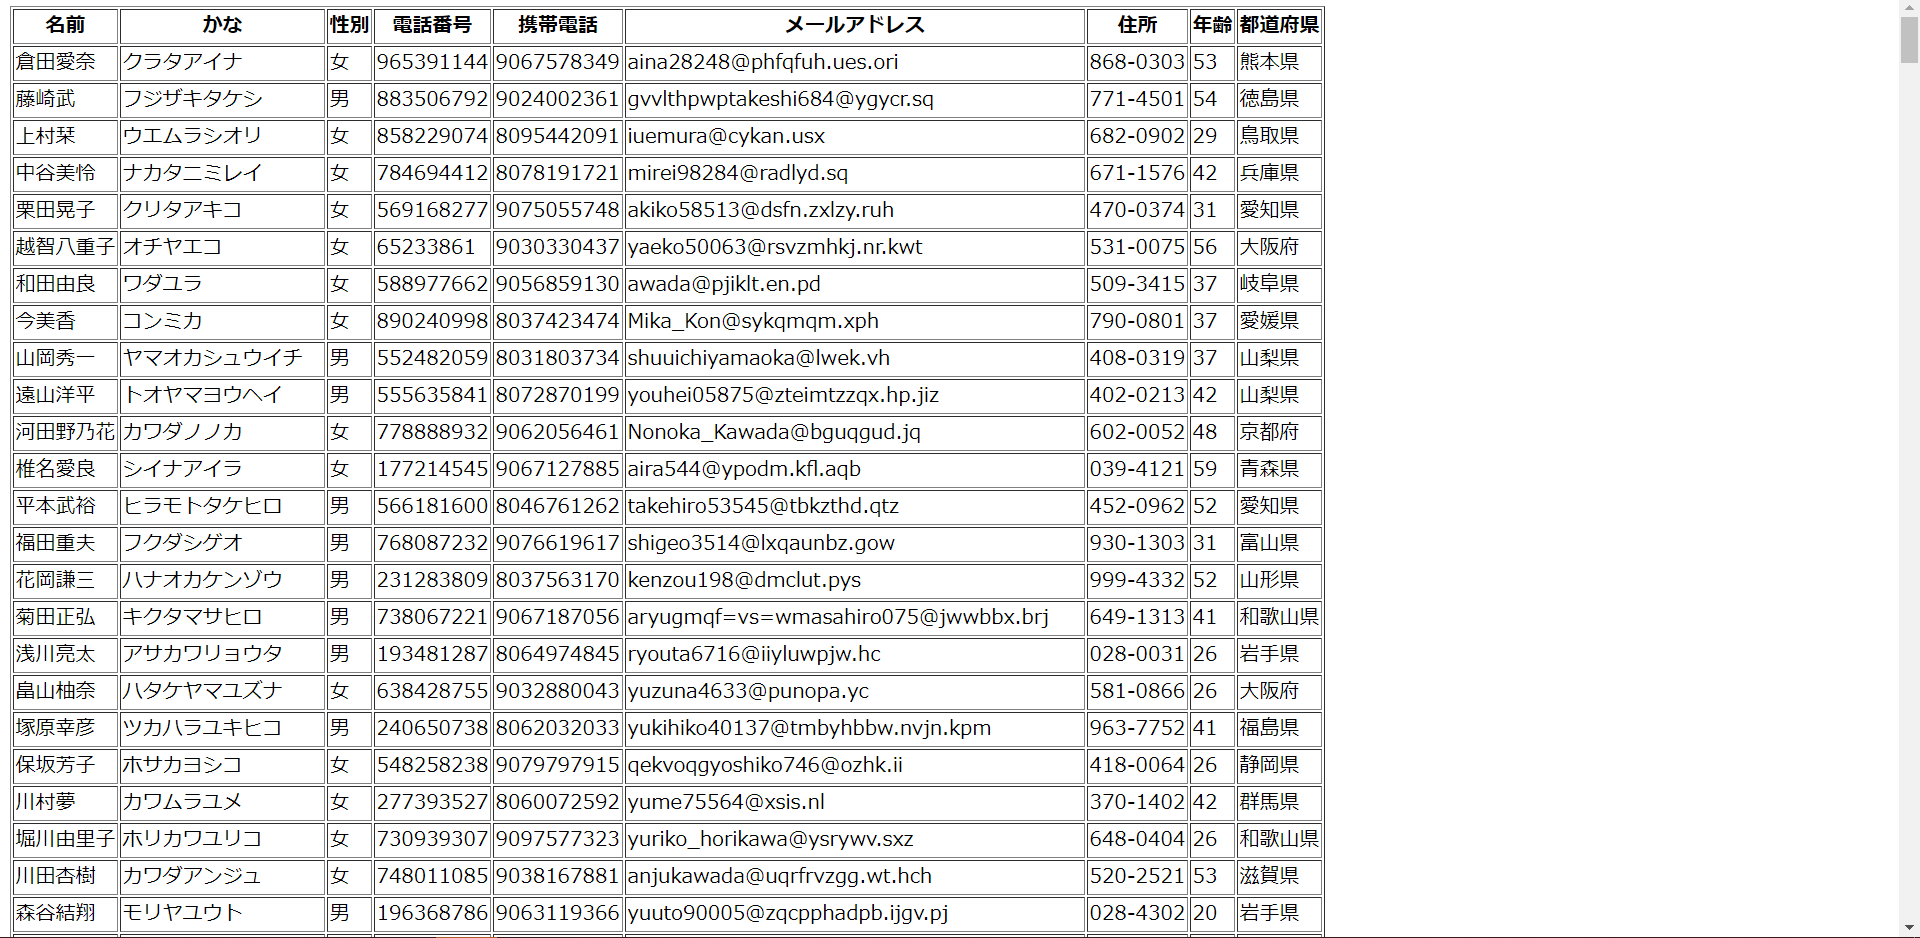 名前 かな 性別 電話番号 携帯電話 メールアドレス 住所 年齢 都道府県
倉田愛奈 クラタアイナ 女 965391144 9067578349 aina28248@phfqfuh.ues.ori 868-0303 53 熊本県
藤崎武 フジザキタケシ 男 883506792 9024002361 gvvlthpwptakeshi684@ygycr.sq 771-4501 54 徳島県
上村栞 ウエムラシオリ 女 858229074 8095442091 iuemura@cykan.usx 682-0902 29 鳥取県
中谷美怜 ナカタニミレイ 女 784694412 8078191721 mirei98284@radlyd.sq 671-1576 42 兵庫県
栗田晃子 クリタアキコ 女 569168277 9075055748 akiko58513@dsfn.zxlzy.ruh 470-0374 31 愛知県
越智八重子 オチヤエコ 女 65233861 9030330437 yaeko50063@rsvzmhkj.nr.kwt 531-0075 56 大阪府
和田由良 ワダユラ 女 588977662 9056859130 awada@pjiklt.en.pd 509-3415 37 岐阜県
今美香 コンミカ 女 890240998 8037423474 Mika_Kon@sykqmqm.xph 790-0801 37 愛媛県
山岡秀一 ヤマオカシュウイチ 男 552482059 8031803734 shuuichiyamaoka@lwek.vh 408-0319 37 山梨県
遠山洋平 トオヤマヨウヘイ 男 555635841 8072870199 youhei05875@zteimtzzqx.hp.jiz 402-0213 42 山梨県
河田野乃花 カワダノノカ 女 778888932 9062056461 Nonoka_Kawada@bguqgud.jq 602-0052 48 京都府
椎名愛良 シイナアイラ 女 177214545 9067127885 aira544@ypodm.kfl.aqb 039-4121 59 青森県
平本武裕 ヒラモトタケヒロ 男 566181600 8046761262 takehiro53545@tbkzthd.qtz 452-0962 52 愛知県
福田重夫 フクダシゲオ 男 768087232 9076619617 shigeo3514@lxqaunbz.gow 930-1303 31 富山県
花岡謙三 ハナオカケンゾウ 男 231283809 8037563170 kenzou198@dmclut.pys 999-4332 52 山形県
菊田正弘 キクタマサヒロ 男 738067221 9067187056 aryugmqf=vs=wmasahiro075@jwwbbx.brj 649-1313 41 和歌山県
浅川亮太 アサカワリョウタ 男 193481287 8064974845 ryouta6716@iiyluwpjw.hc 028-0031 26 岩手県
畠山柚奈 ハタケヤマユズナ 女 638428755 9032880043 yuzuna4633@punopa.yc 581-0866 26 大阪府
塚原幸彦 ツカハラユキヒコ 男 240650738 8062032033 yukihiko40137@tmbyhbbw.nvjn.kpm 963-7752 41 福島県
保坂芳子 ホサカヨシコ 女 548258238 9079797915 qekvoqgyoshiko746@ozhk.ii 418-0064 26 静岡県
川村夢 カワムラユメ 女 277393527 8060072592 yume75564@xsis.nl 370-1402 42 群馬県
堀川由里子 ホリカワユリコ 女 730939307 9097577323 yuriko_horikawa@ysrywv.sxz 648-0404 26 和歌山県
川田杏樹 カワダアンジュ 女 748011085 9038167881 anjukawada@uqrfrvzgg.wt.hch 520-2521 53 滋賀県
森谷結翔 モリヤユウト 男 196368786 9063119366 yuuto90005@zqcpphadpb.ijgv.pj 028-4302 20 岩手県